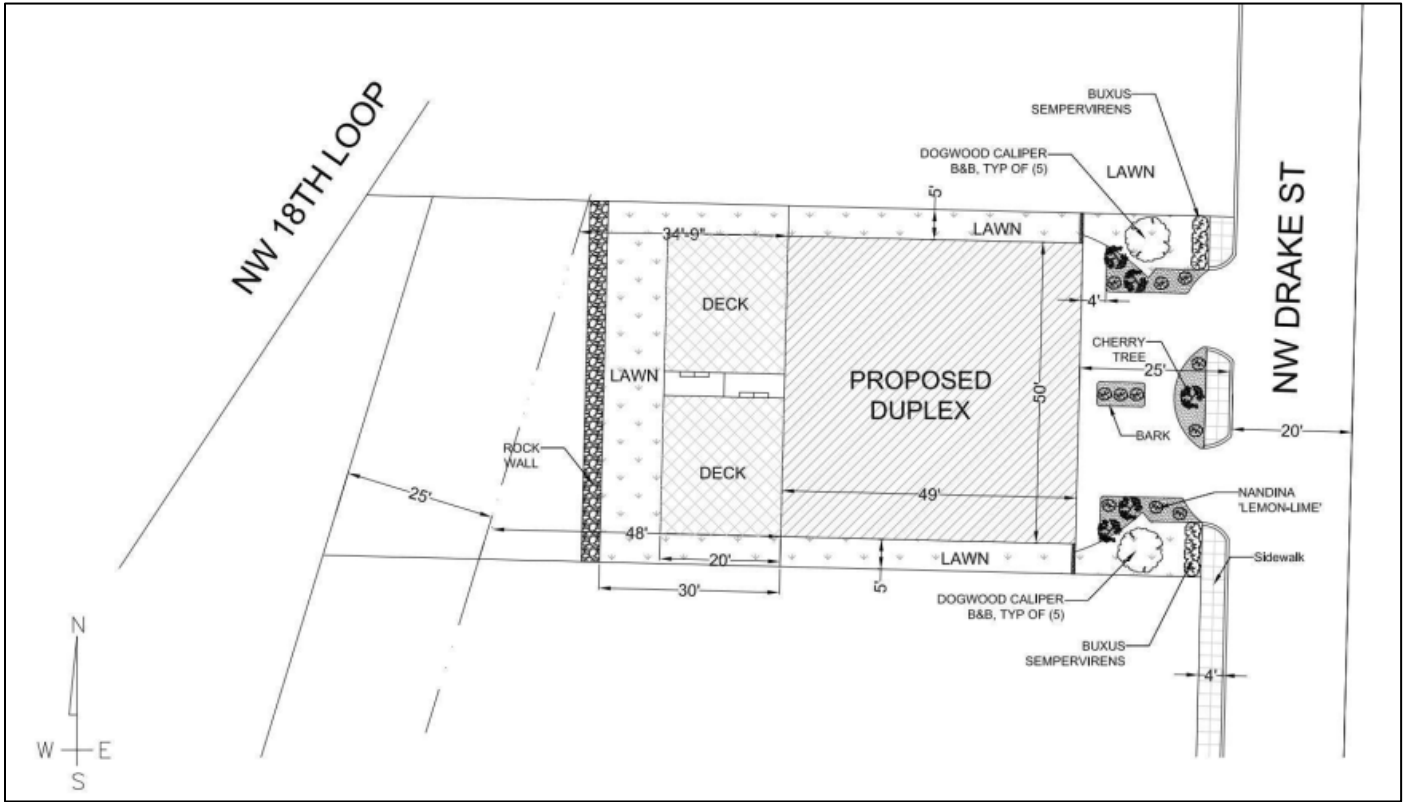 NW 18TH LOOP
BUXUS
SEMPERVIRENS
DOGWOOD CALIPER
B&B, TYP OF (5)
LAWN
NW DRAKE ST
5'
LAWN
34'-9"
DECK
4'
CHERRY
TREE
25'
LAWN
PROPOSED
DUPLEX
50'
BARK
20'
ROCK
WALL
DECK
25'
49'
NANDINA
'LEMON-LIME'
48'
20'
LAWN
Sidewalk
30'
5'
DOGWOOD CALIPER
B&B, TYP OF (5)
BUXUS
SEMPERVIRENS
4'
N
W E
S